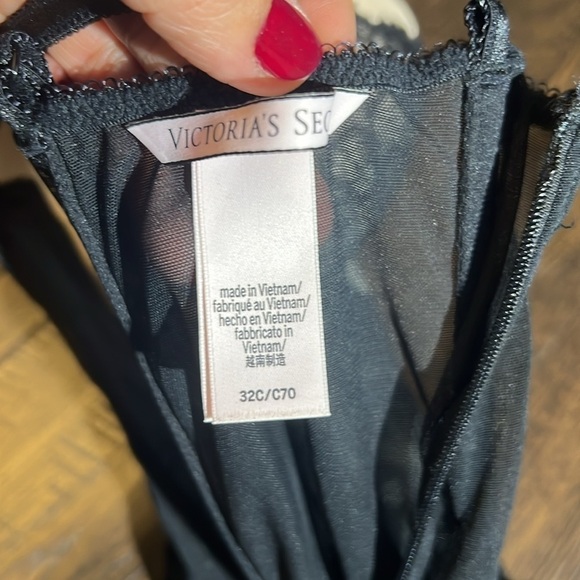 VICTORIA'S SEC
made in Vietnam/
fabriqué au Vietnam/
hecho en Vietnam/
fabbricato in
Vietnam/
越南制造
32C/C70